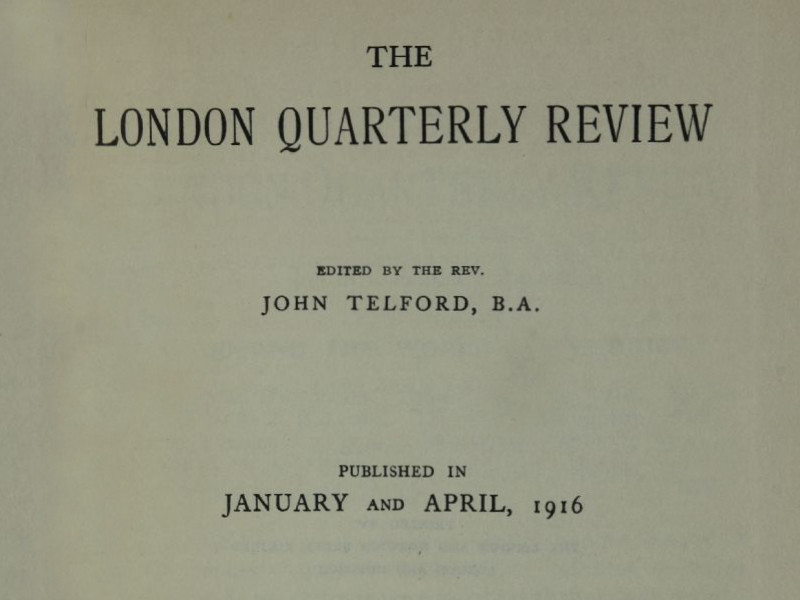 THE
LONDON QUARTERLY REVIEW
EDITED BY THE REV.
JOHN TELFORD, B.A.
PUBLISHED IN
JANUARY AND APRIL, 1916